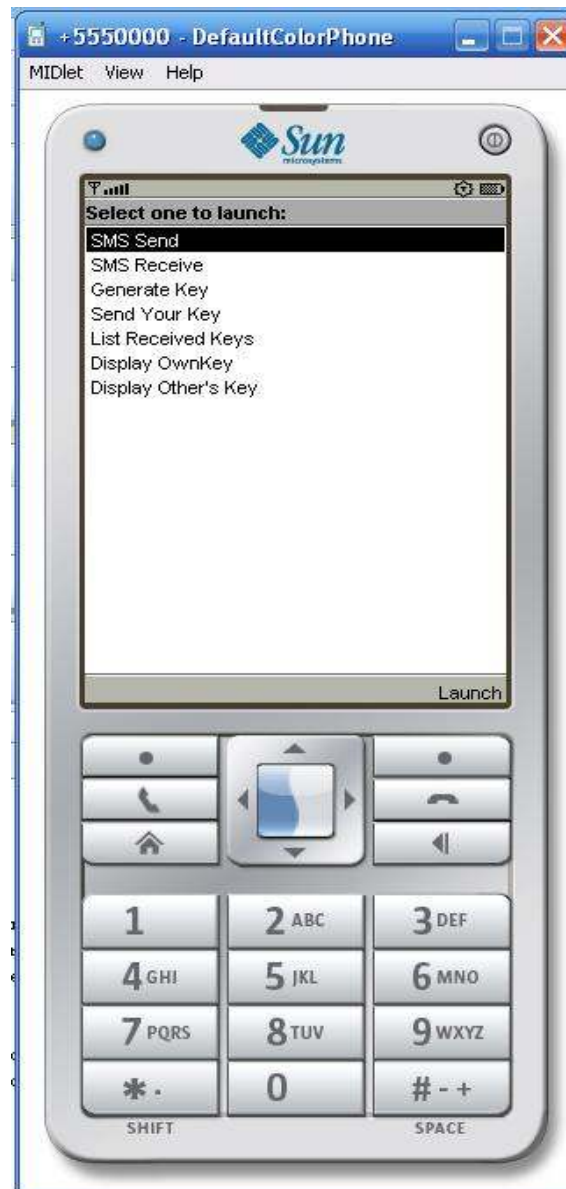 +5550000 - DefaultColorPhone
MIDlet View Help
Sun
microsystems
Select one to launch:
SMS Send
SMS Receive
Generate Key
Send Your Key
List Received Keys
Display OwnKey
Display Other's Key
Launch
1 2 ABC 3 DEF
4 GHI 5 JKL 6 MNO
7 PQRS 8 TUV 9 WXYZ
* . 0 # - +
SHIFT SPACE